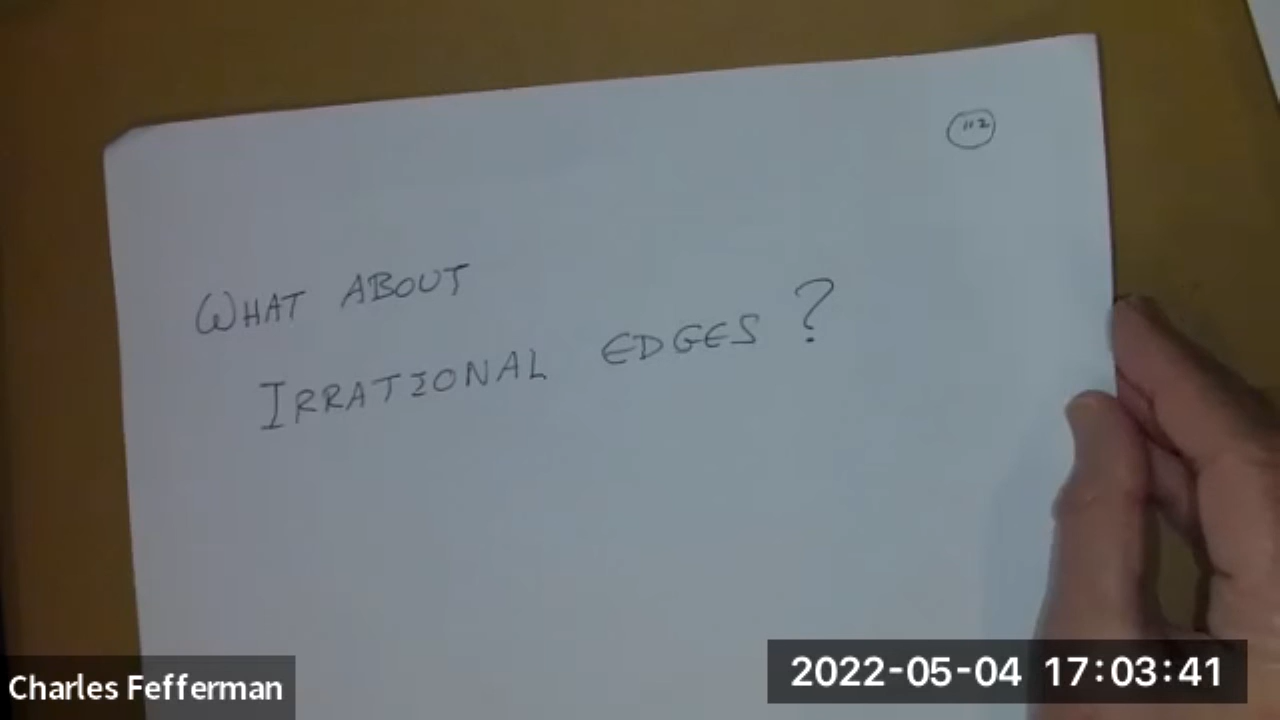 112
WHAT ABOUT
IRRATIONAL EDGES?
Charles Fefferman
2022-05-04 17:03:41